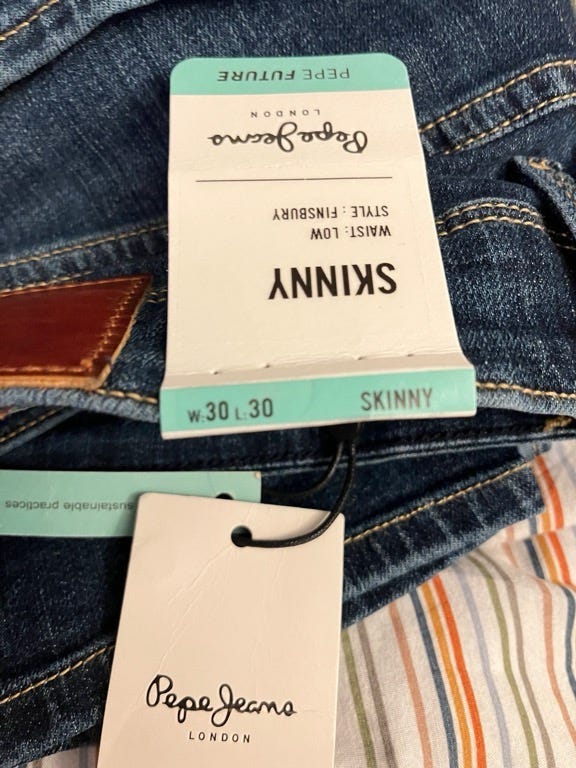 PEPE FUTURE
Pepe Jeans
LONDON
STYLE : FINSBURY
WAIST: LOW
SKINNY
W:30 L:30 SKINNY
sustainable practices
Pepe Jeans
LONDON